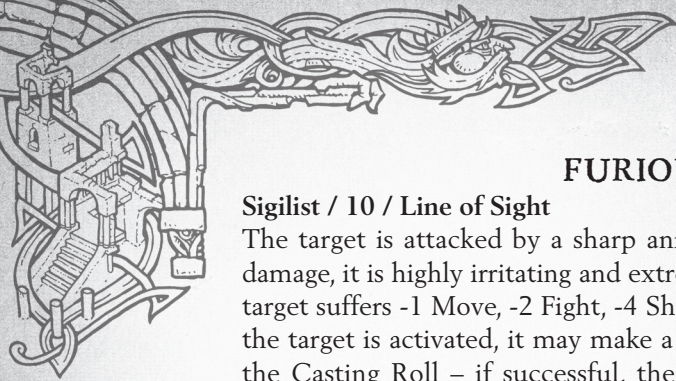 FURIO
Sigilist / 10 / Line of Sight
The target is attacked by a sharp an
damage, it is highly irritating and extr
target suffers -1 Move, -2 Fight, -4 Sh
the target is activated, it may make a
the Casting Roll – if successful, the